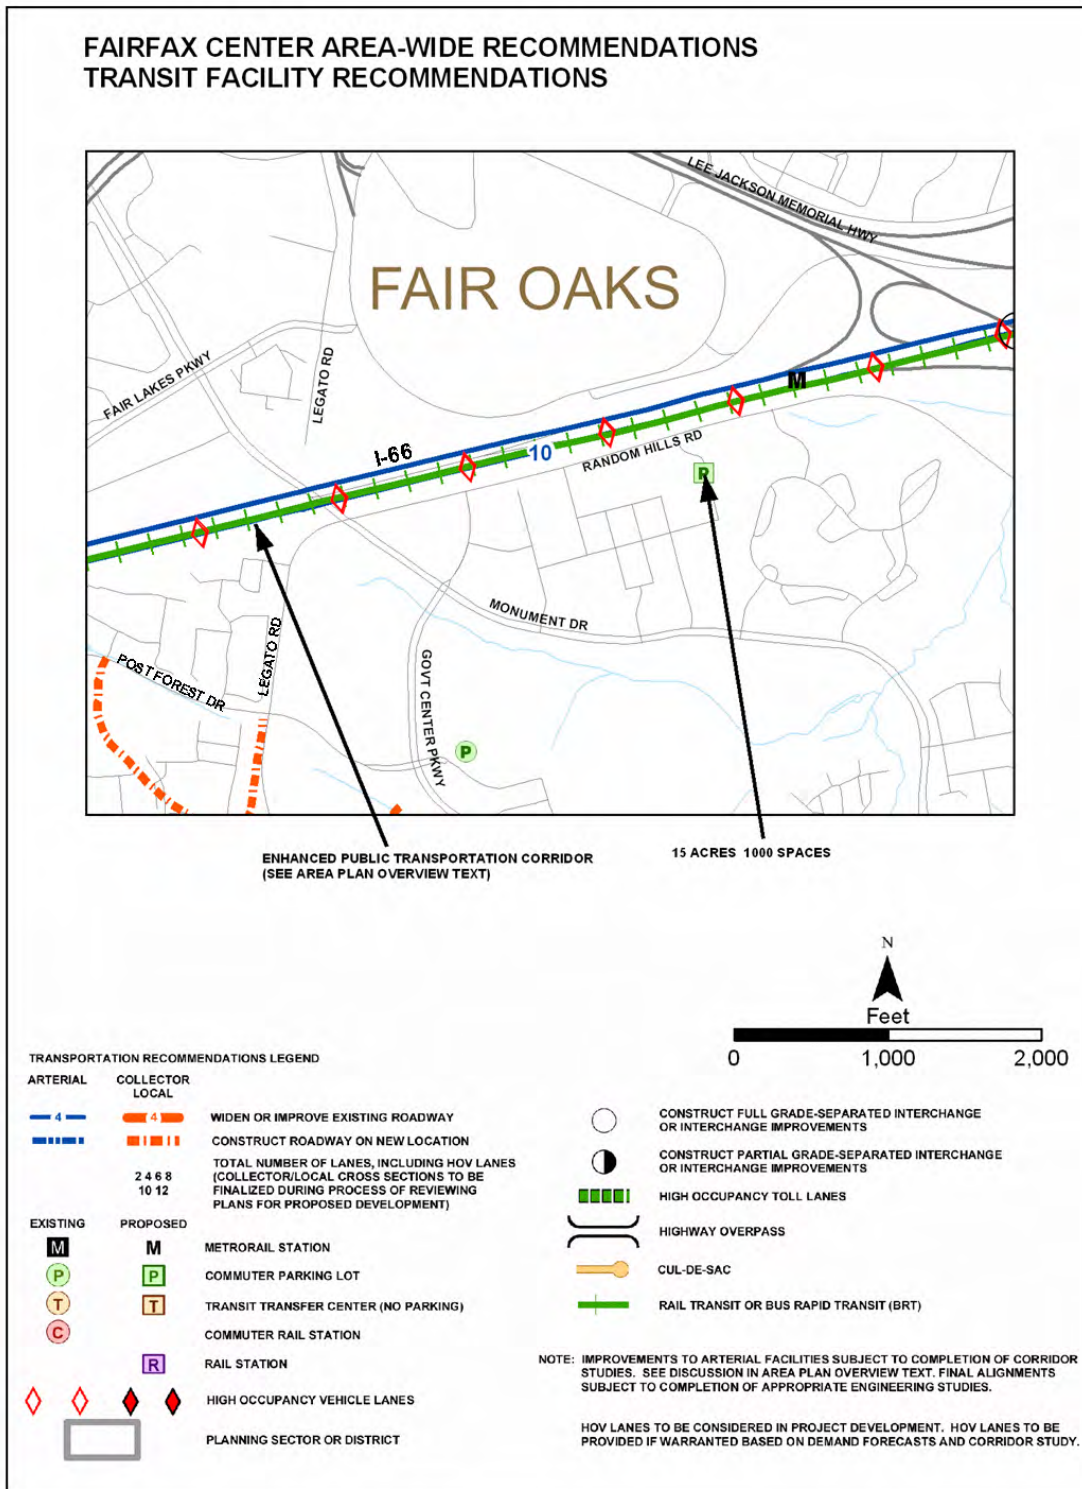 FAIRFAX CENTER AREA-WIDE RECOMMENDATIONS
TRANSIT FACILITY RECOMMENDATIONS
LEE JACKSON MEMORIAL HWY
FAIR OAKS
FAIR LAKES PKWY
LEGATO RD
I-66
10
RANDOM HILLS RD
M
P
MONUMENT DR
POST FOREST DR
LEGATO RD
GOVT CENTER PKWY
P
ENHANCED PUBLIC TRANSPORTATION CORRIDOR
(SEE AREA PLAN OVERVIEW TEXT)
15 ACRES 1000 SPACES
N
Feet
0 1,000 2,000
TRANSPORTATION RECOMMENDATIONS LEGEND
ARTERIAL COLLECTOR
LOCAL
4 4 WIDEN OR IMPROVE EXISTING ROADWAY
CONSTRUCT ROADWAY ON NEW LOCATION
2 4 6 8
10 12
TOTAL NUMBER OF LANES, INCLUDING HOV LANES
(COLLECTOR/LOCAL CROSS SECTIONS TO BE
FINALIZED DURING PROCESS OF REVIEWING
PLANS FOR PROPOSED DEVELOPMENT)
EXISTING PROPOSED
M M METRORAIL STATION
P P COMMUTER PARKING LOT
T T TRANSIT TRANSFER CENTER (NO PARKING)
C COMMUTER RAIL STATION
R RAIL STATION
HIGH OCCUPANCY VEHICLE LANES
PLANNING SECTOR OR DISTRICT
CONSTRUCT FULL GRADE-SEPARATED INTERCHANGE
OR INTERCHANGE IMPROVEMENTS
CONSTRUCT PARTIAL GRADE-SEPARATED INTERCHANGE
OR INTERCHANGE IMPROVEMENTS
HIGH OCCUPANCY TOLL LANES
HIGHWAY OVERPASS
CUL-DE-SAC
RAIL TRANSIT OR BUS RAPID TRANSIT (BRT)
NOTE: IMPROVEMENTS TO ARTERIAL FACILITIES SUBJECT TO COMPLETION OF CORRIDOR
STUDIES. SEE DISCUSSION IN AREA PLAN OVERVIEW TEXT. FINAL ALIGNMENTS
SUBJECT TO COMPLETION OF APPROPRIATE ENGINEERING STUDIES.
HOV LANES TO BE CONSIDERED IN PROJECT DEVELOPMENT. HOV LANES TO BE
PROVIDED IF WARRANTED BASED ON DEMAND FORECASTS AND CORRIDOR STUDY.